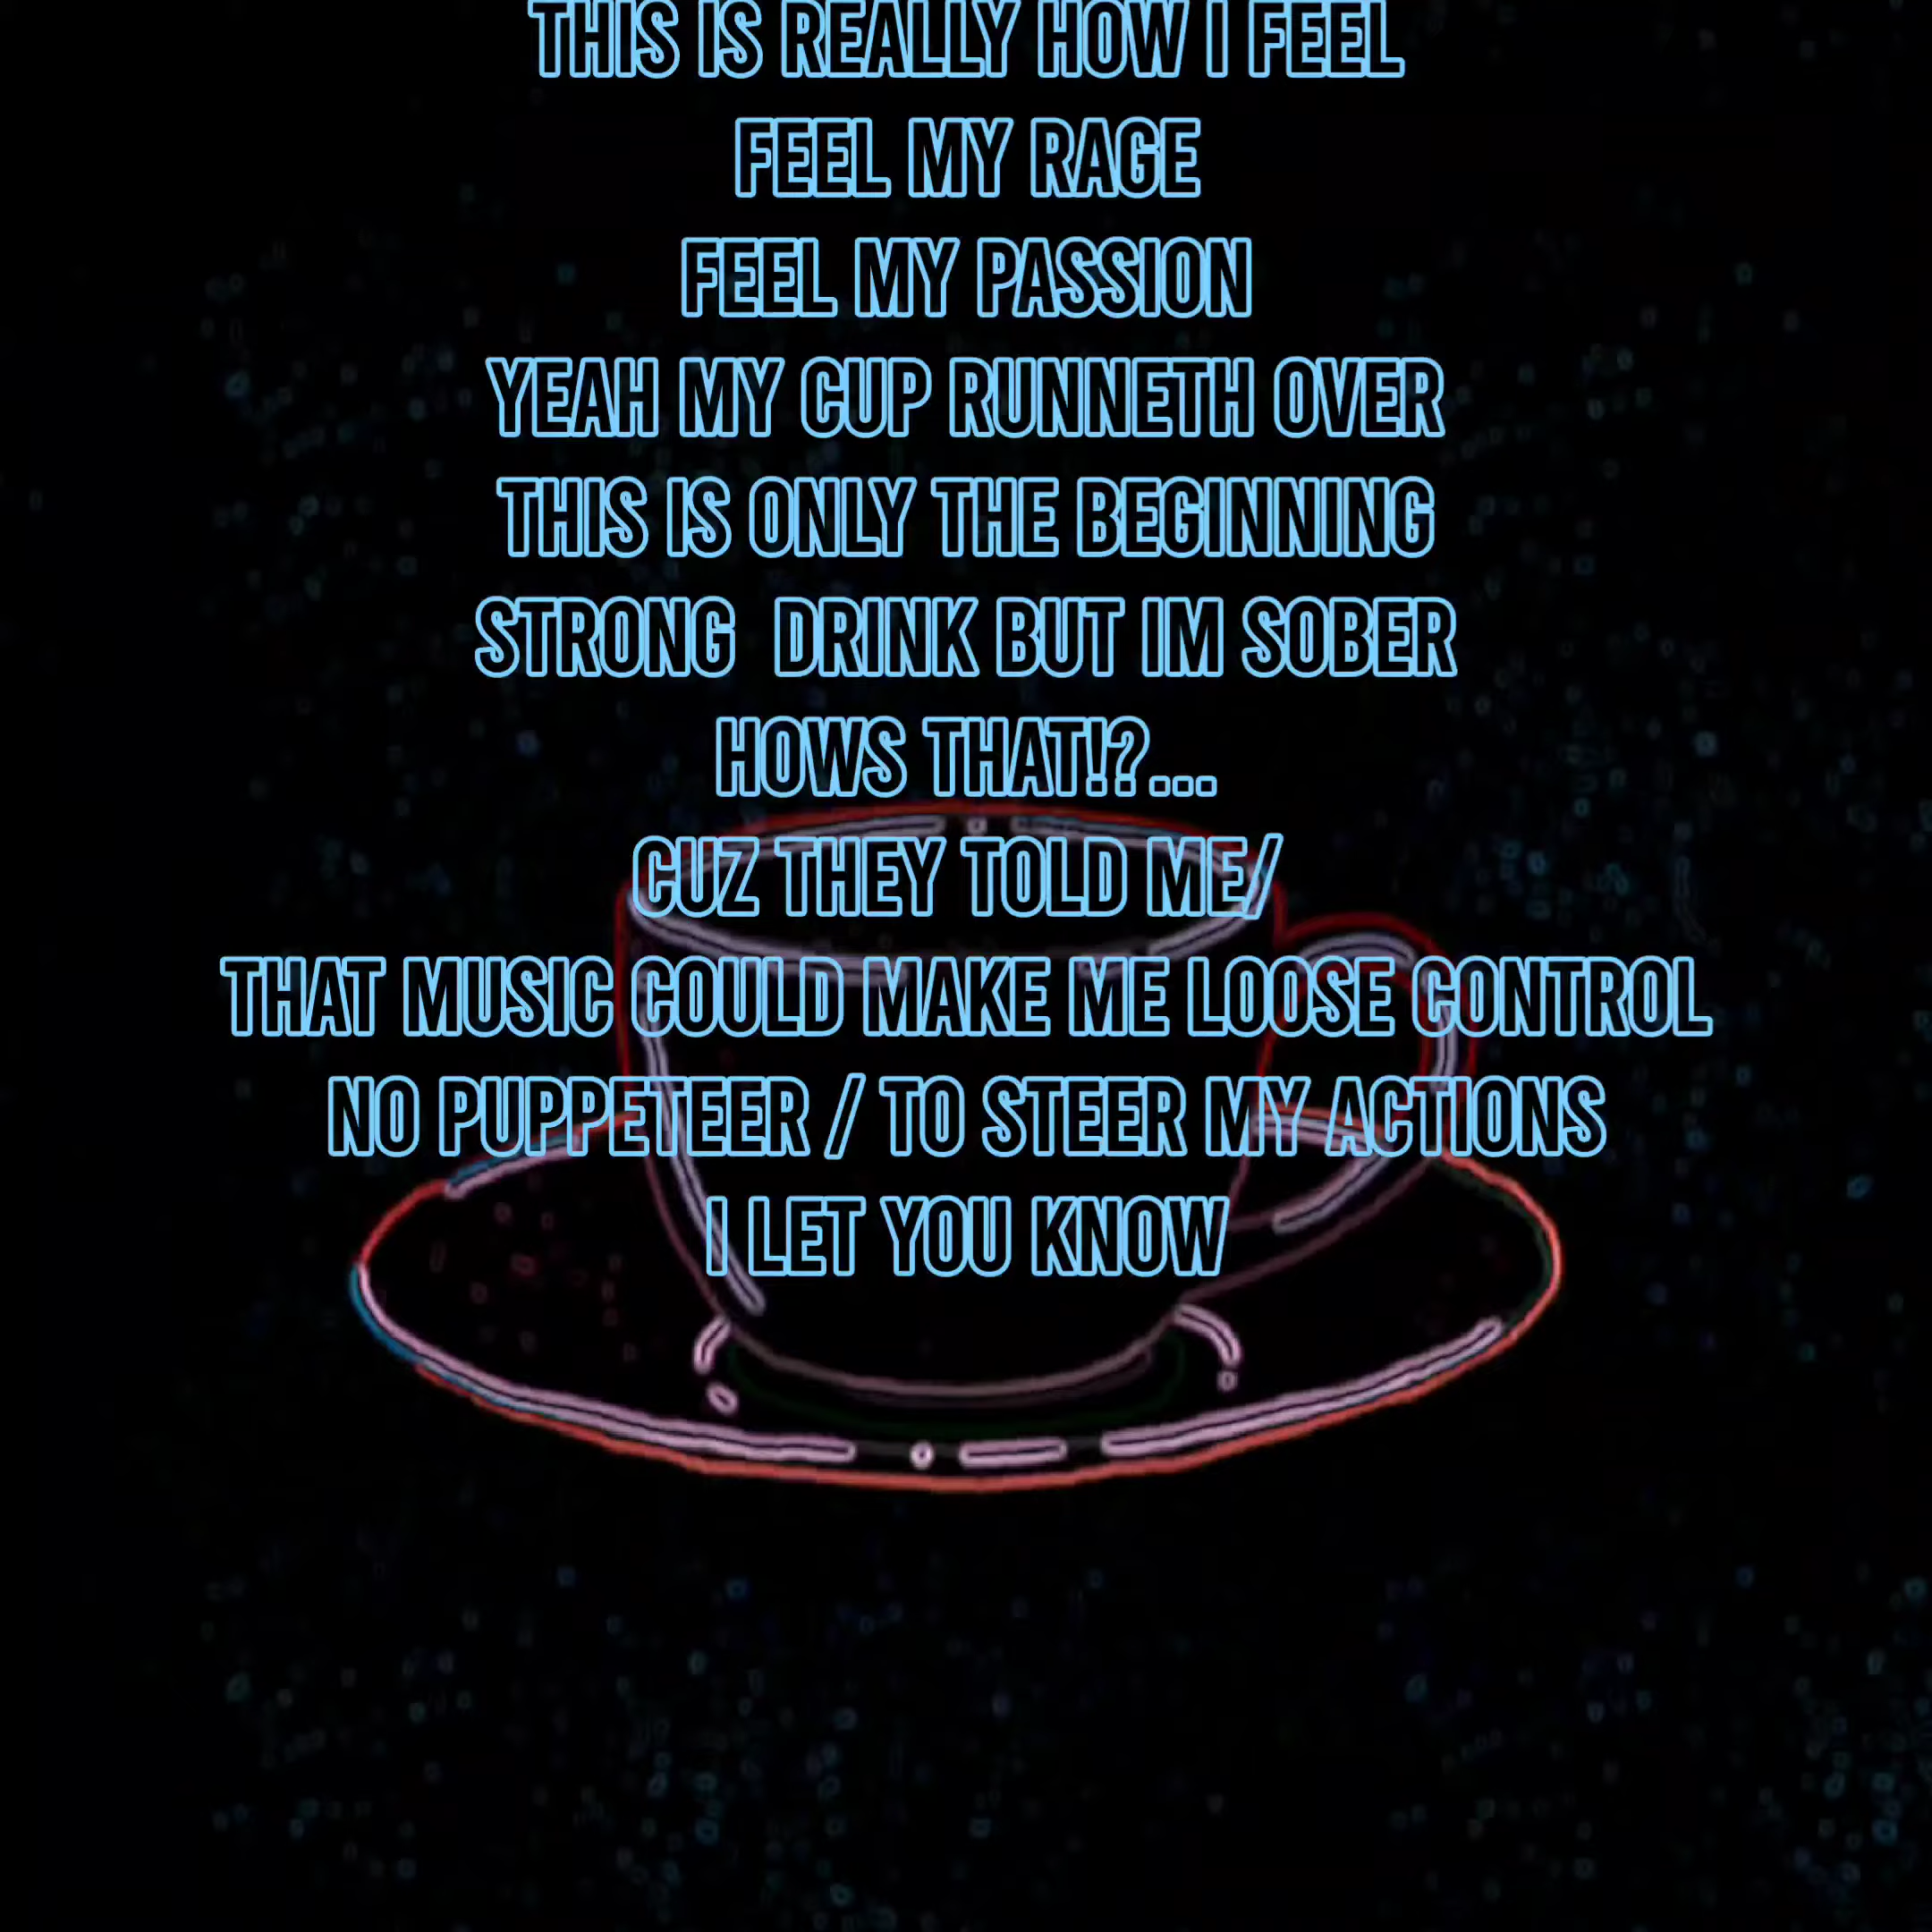 THIS IS REALLY HOW I FEEL
FEEL MY RAGE
FEEL MY PASSION
YEAH MY CUP RUNNETH OVER
THIS IS ONLY THE BEGINNING
STRONG  DRINK BUT IM SOBER
HOWS THAT!?...
CUZ THEY TOLD ME/
THAT MUSIC COULD MAKE ME LOOSE CONTROL
NO PUPPETEER / TO STEER MY ACTIONS
I LET YOU KNOW